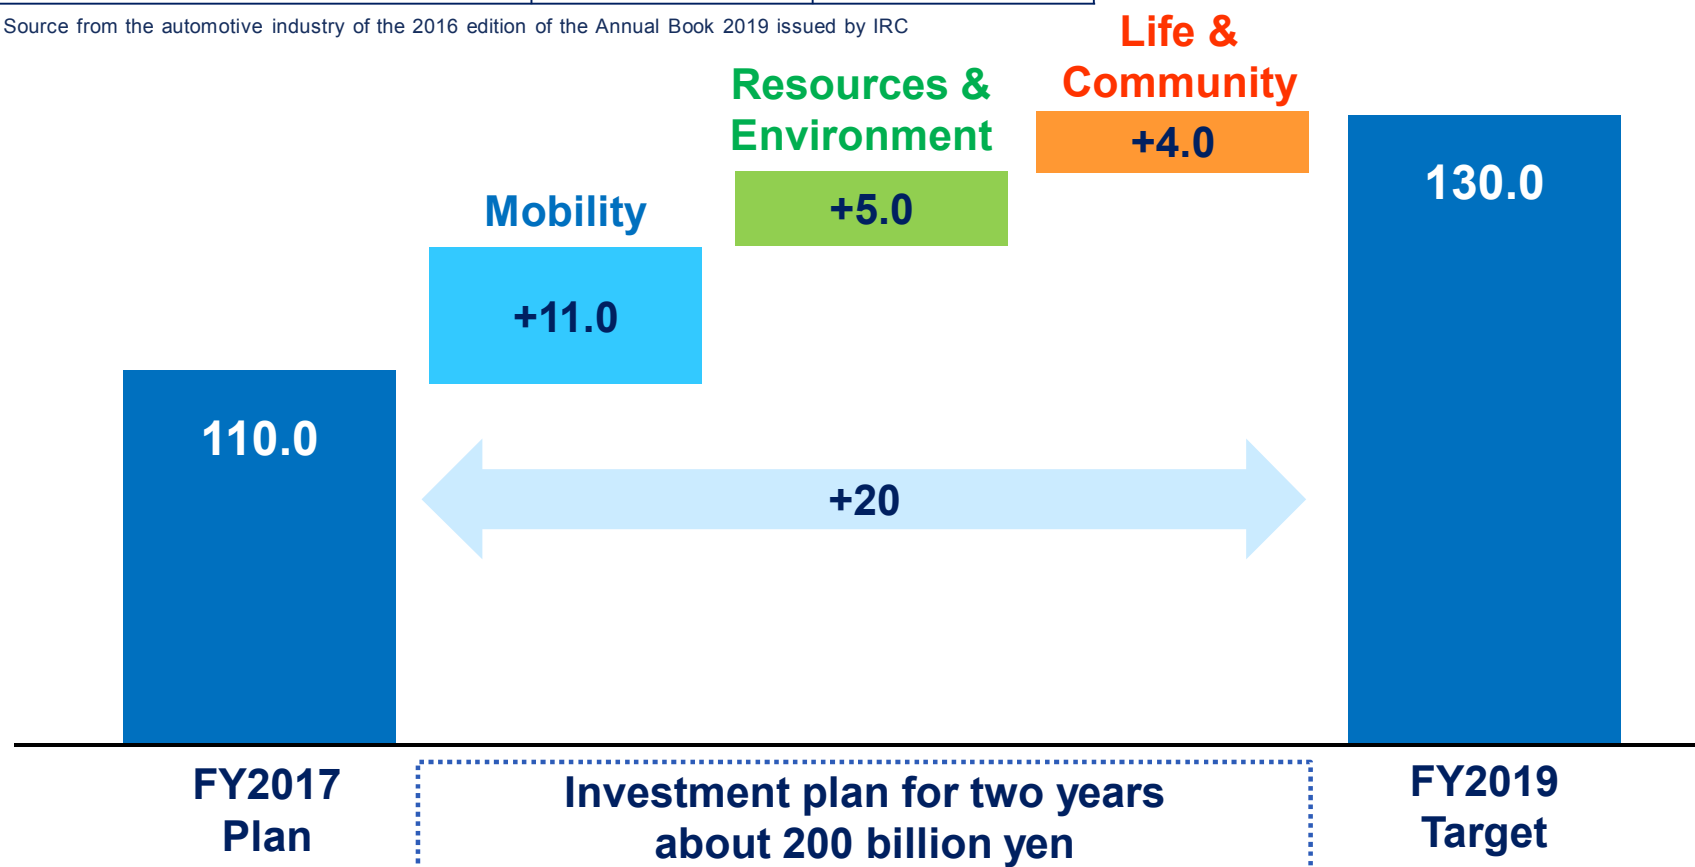 Source from the automotive industry of the 2016 edition of the Annual Book 2019 issued by IRC
Life &
Community
Resources &
Environment
+4.0
130.0
Mobility
+5.0
+11.0
110.0
+20
FY2017
Plan
Investment plan for two years
about 200 billion yen
FY2019
Target